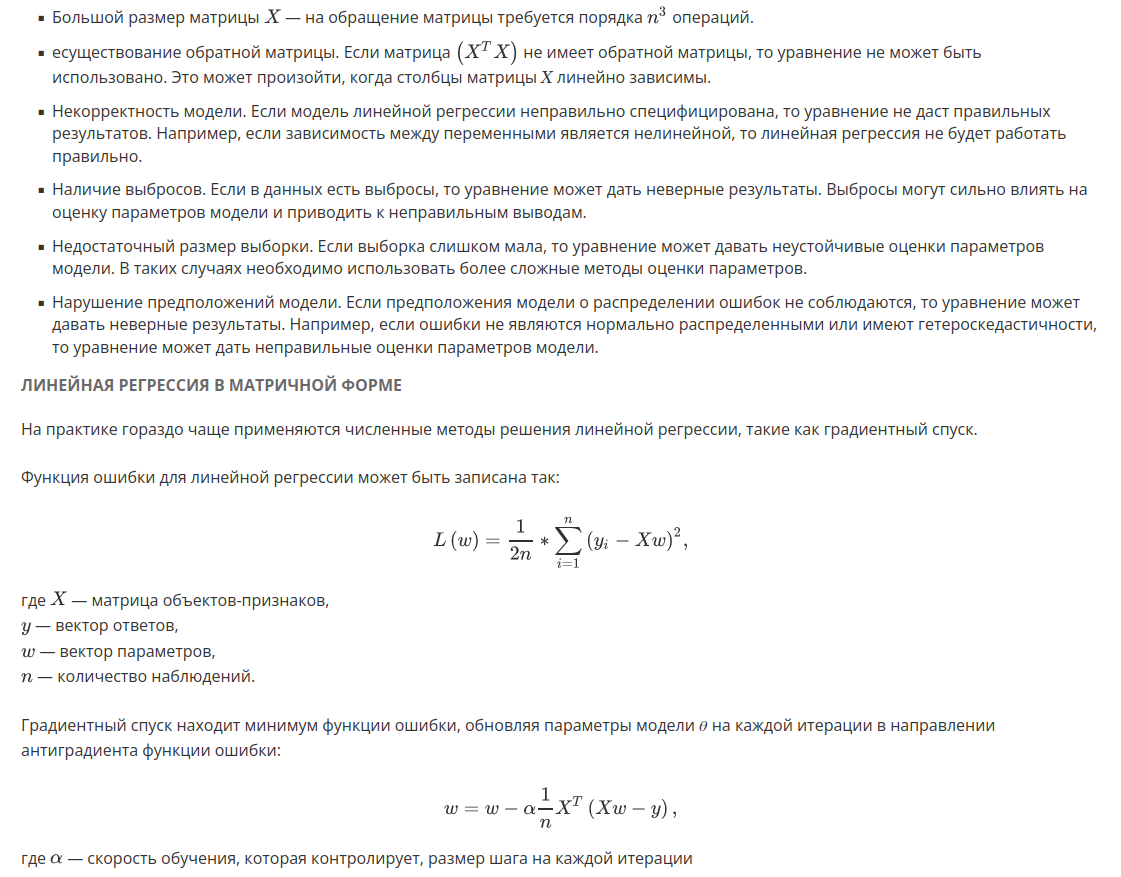 ▪ Большой размер матрицы X — на обращение матрицы требуется порядка n³ операций.
▪ есуществование обратной матрицы. Если матрица (XᵀX) не имеет обратной матрицы, то уравнение не может быть
использовано. Это может произойти, когда столбцы матрицы X линейно зависимы.
▪ Некорректность модели. Если модель линейной регрессии неправильно специфицирована, то уравнение не даст правильных
результатов. Например, если зависимость между переменными является нелинейной, то линейная регрессия не будет работать
правильно.
▪ Наличие выбросов. Если в данных есть выбросы, то уравнение может дать неверные результаты. Выбросы могут сильно влиять на
оценку параметров модели и приводить к неправильным выводам.
▪ Недостаточный размер выборки. Если выборка слишком мала, то уравнение может давать неустойчивые оценки параметров
модели. В таких случаях необходимо использовать более сложные методы оценки параметров.
▪ Нарушение предположений модели. Если предположения модели о распределении ошибок не соблюдаются, то уравнение может
давать неверные результаты. Например, если ошибки не являются нормально распределенными или имеют гетероскедастичности,
то уравнение может дать неправильные оценки параметров модели.
ЛИНЕЙНАЯ РЕГРЕССИЯ В МАТРИЧНОЙ ФОРМЕ
На практике гораздо чаще применяются численные методы решения линейной регрессии, такие как градиентный спуск.
Функция ошибки для линейной регрессии может быть записана так:
L (w) = 1/2n * ∑ⁿᵢ₌₁ (yᵢ − Xw)²,
где X — матрица объектов-признаков,
y — вектор ответов,
w — вектор параметров,
n — количество наблюдений.
Градиентный спуск находит минимум функции ошибки, обновляя параметры модели θ на каждой итерации в направлении
антиградиента функции ошибки:
w = w − α 1/n Xᵀ (Xw − y),
где α — скорость обучения, которая контролирует, размер шага на каждой итерации